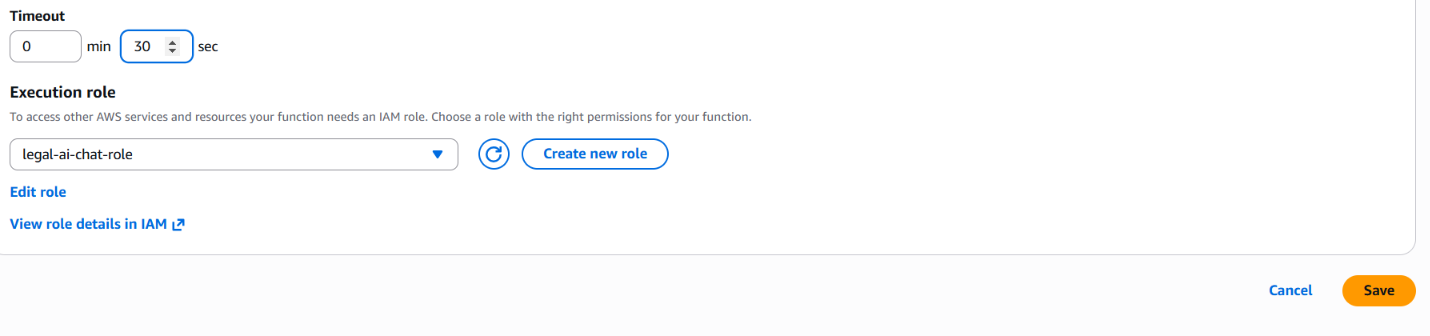 Timeout
0 min 30 sec
Execution role
To access other AWS services and resources your function needs an IAM role. Choose a role with the right permissions for your function.
legal-ai-chat-role Create new role
Edit role
View role details in IAM
Cancel Save